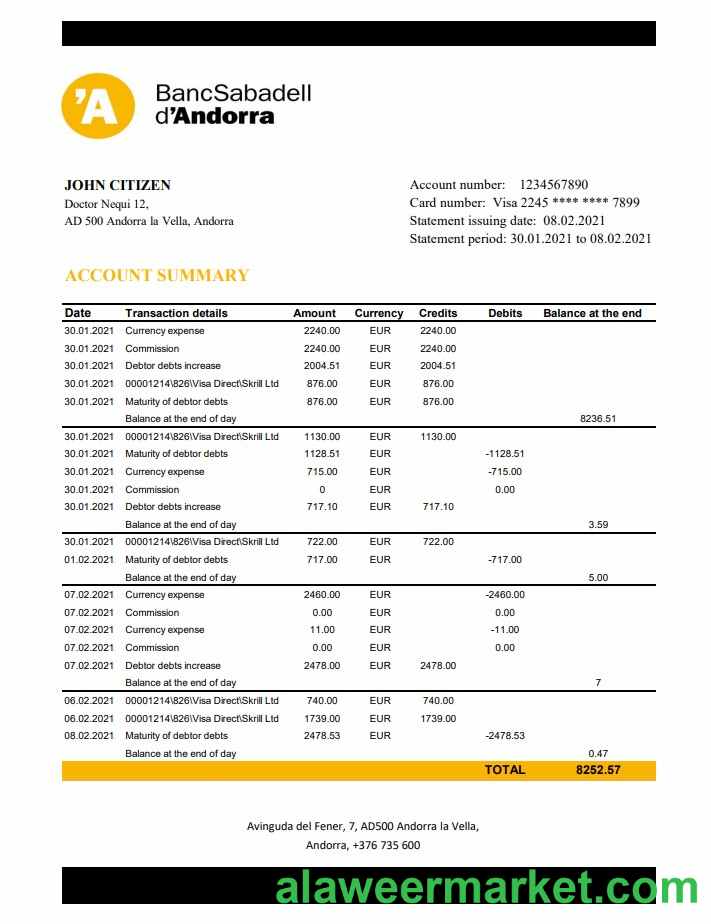 ’A BancSabadell
d’Andorra
JOHN CITIZEN
Doctor Nequi 12,
AD 500 Andorra la Vella, Andorra
Account number: 1234567890
Card number: Visa 2245 **** **** 7899
Statement issuing date: 08.02.2021
Statement period: 30.01.2021 to 08.02.2021
ACCOUNT SUMMARY
Date Transaction details Amount Currency Credits Debits Balance at the end
30.01.2021 Currency expense 2240.00 EUR 2240.00
30.01.2021 Commission 2240.00 EUR 2240.00
30.01.2021 Debtor debts increase 2004.51 EUR 2004.51
30.01.2021 00001214\826\Visa Direct\Skrill Ltd 876.00 EUR 876.00
30.01.2021 Maturity of debtor debts 876.00 EUR 876.00
Balance at the end of day 8236.51
30.01.2021 00001214\826\Visa Direct\Skrill Ltd 1130.00 EUR 1130.00
30.01.2021 Maturity of debtor debts 1128.51 EUR -1128.51
30.01.2021 Currency expense 715.00 EUR -715.00
30.01.2021 Commission 0 EUR 0.00
30.01.2021 Debtor debts increase 717.10 EUR 717.10
Balance at the end of day 3.59
30.01.2021 00001214\826\Visa Direct\Skrill Ltd 722.00 EUR 722.00
01.02.2021 Maturity of debtor debts 717.00 EUR -717.00
Balance at the end of day 5.00
07.02.2021 Currency expense 2460.00 EUR -2460.00
07.02.2021 Commission 0.00 EUR 0.00
07.02.2021 Currency expense 11.00 EUR -11.00
07.02.2021 Commission 0.00 EUR 0.00
07.02.2021 Debtor debts increase 2478.00 EUR 2478.00
Balance at the end of day 7
06.02.2021 00001214\826\Visa Direct\Skrill Ltd 740.00 EUR 740.00
06.02.2021 00001214\826\Visa Direct\Skrill Ltd 1739.00 EUR 1739.00
08.02.2021 Maturity of debtor debts 2478.53 EUR -2478.53
Balance at the end of day 0.47
TOTAL 8252.57
Avinguda del Fener, 7, AD500 Andorra la Vella,
Andorra, +376 735 600
alaweermarket.com